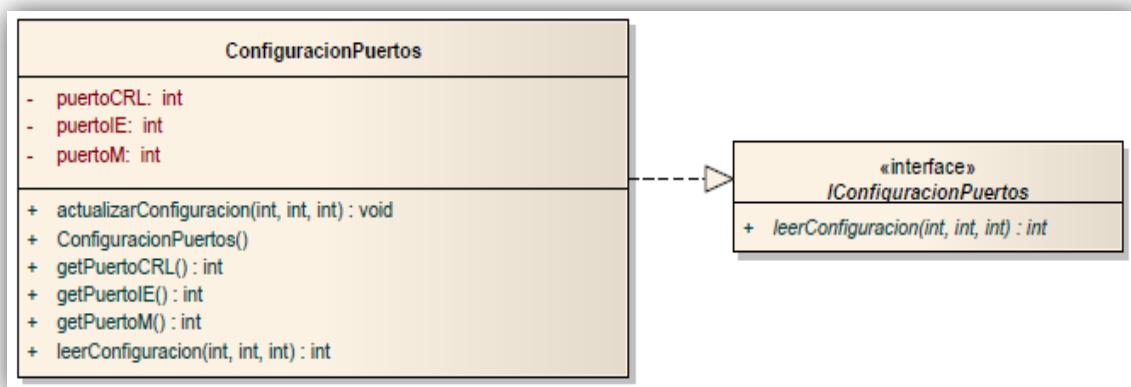 ConfiguracionPuertos
- puertoCRL: int
- puertoIE: int
- puertoM: int
+ actualizarConfiguracion(int, int, int) : void
+ ConfiguracionPuertos()
+ getPuertoCRL() : int
+ getPuertoIE() : int
+ getPuertoM() : int
+ leerConfiguracion(int, int, int) : int
«interface»
IConfiguracionPuertos
+ leerConfiguracion(int, int, int) : int